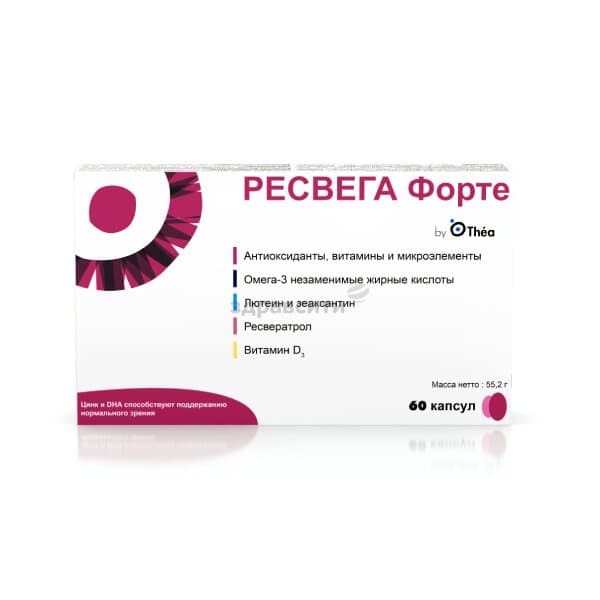 РЕСВЕГА Форте
by Théa
Антиоксиданты, витамины и микроэлементы
Омега-3 незаменимые жирные кислоты
Лютеин и зеаксантин
здравсити
Ресвератрол
Витамин D3
Масса нетто : 55,2 г
60 капсул
Цинк и DHA способствуют поддержанию
нормального зрения